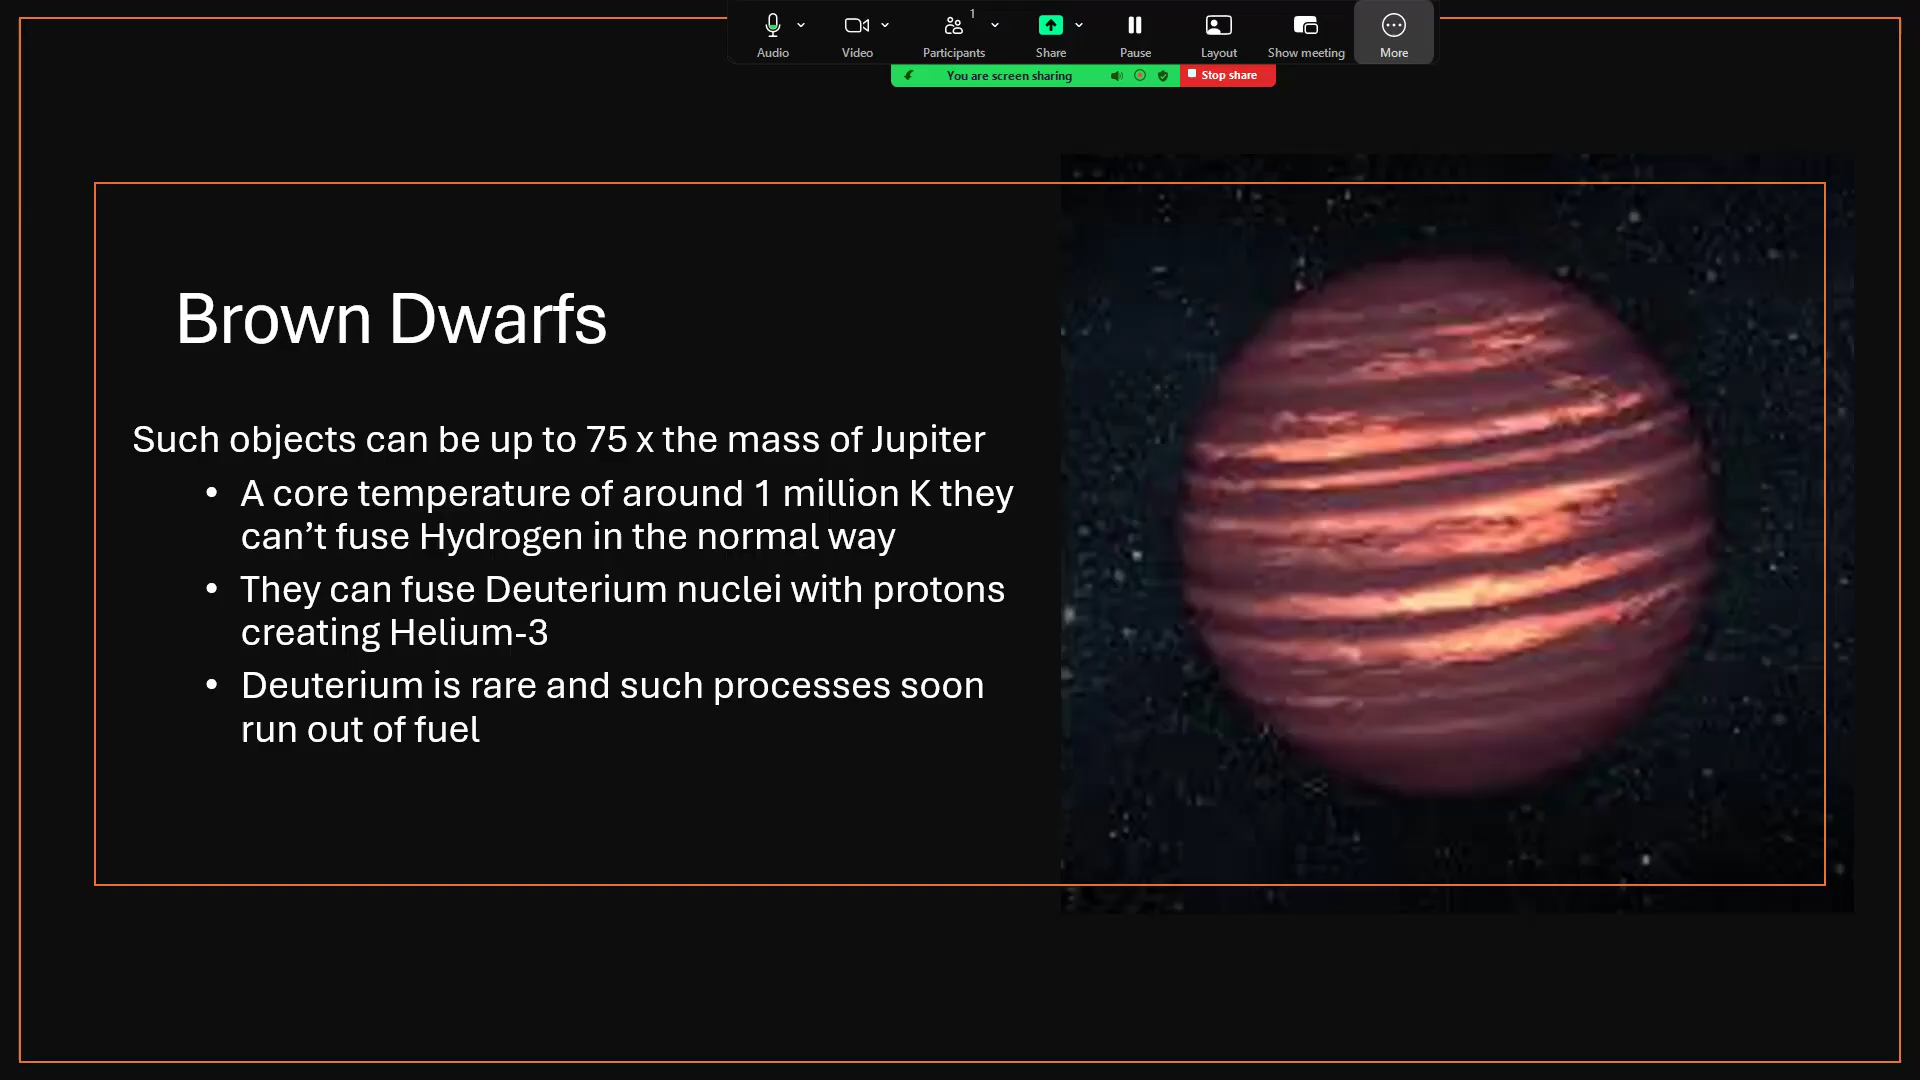 1
Audio
Video
Participants
Share
Pause
Layout
Show meeting
More
You are screen sharing
Stop share
Brown Dwarfs
Such objects can be up to 75 x the mass of Jupiter
• A core temperature of around 1 million K they
can’t fuse Hydrogen in the normal way
• They can fuse Deuterium nuclei with protons
creating Helium-3
• Deuterium is rare and such processes soon
run out of fuel